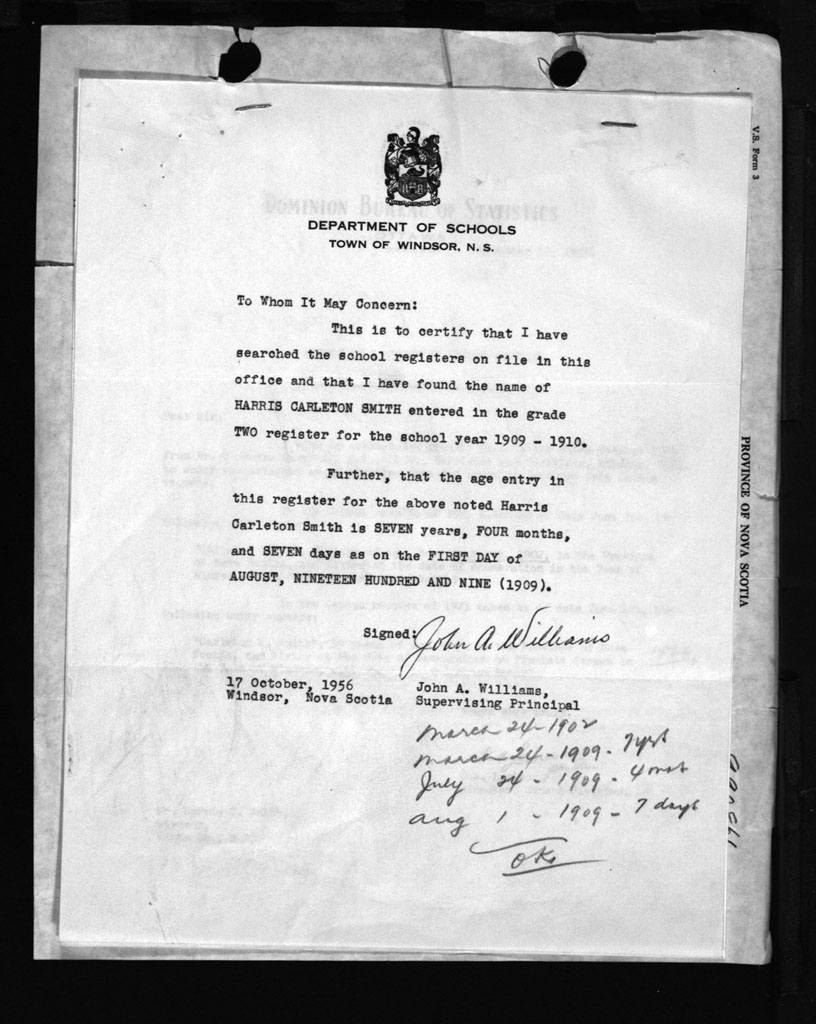 DOMINION BUREAU OF STATISTICS
DEPARTMENT OF SCHOOLS
TOWN OF WINDSOR, N. S.
To Whom It May Concern:
This is to certify that I have
searched the school registers on file in this
office and that I have found the name of
HARRIS CARLETON SMITH entered in the grade
TWO register for the school year 1909 - 1910.
Further, that the age entry in
this register for the above noted Harris
Carleton Smith is SEVEN years, FOUR months,
and SEVEN days as on the FIRST DAY of
AUGUST, NINETEEN HUNDRED AND NINE (1909).
Signed: John A. Williams
17 October, 1956
Windsor, Nova Scotia
John A. Williams,
Supervising Principal
March 24 - 1902
March 24 - 1909 - 7 yrs
July 24 - 1909 - 4 mos
Aug 1 - 1909 - 7 days
OK
V.S. Form 3
PROVINCE OF NOVA SCOTIA